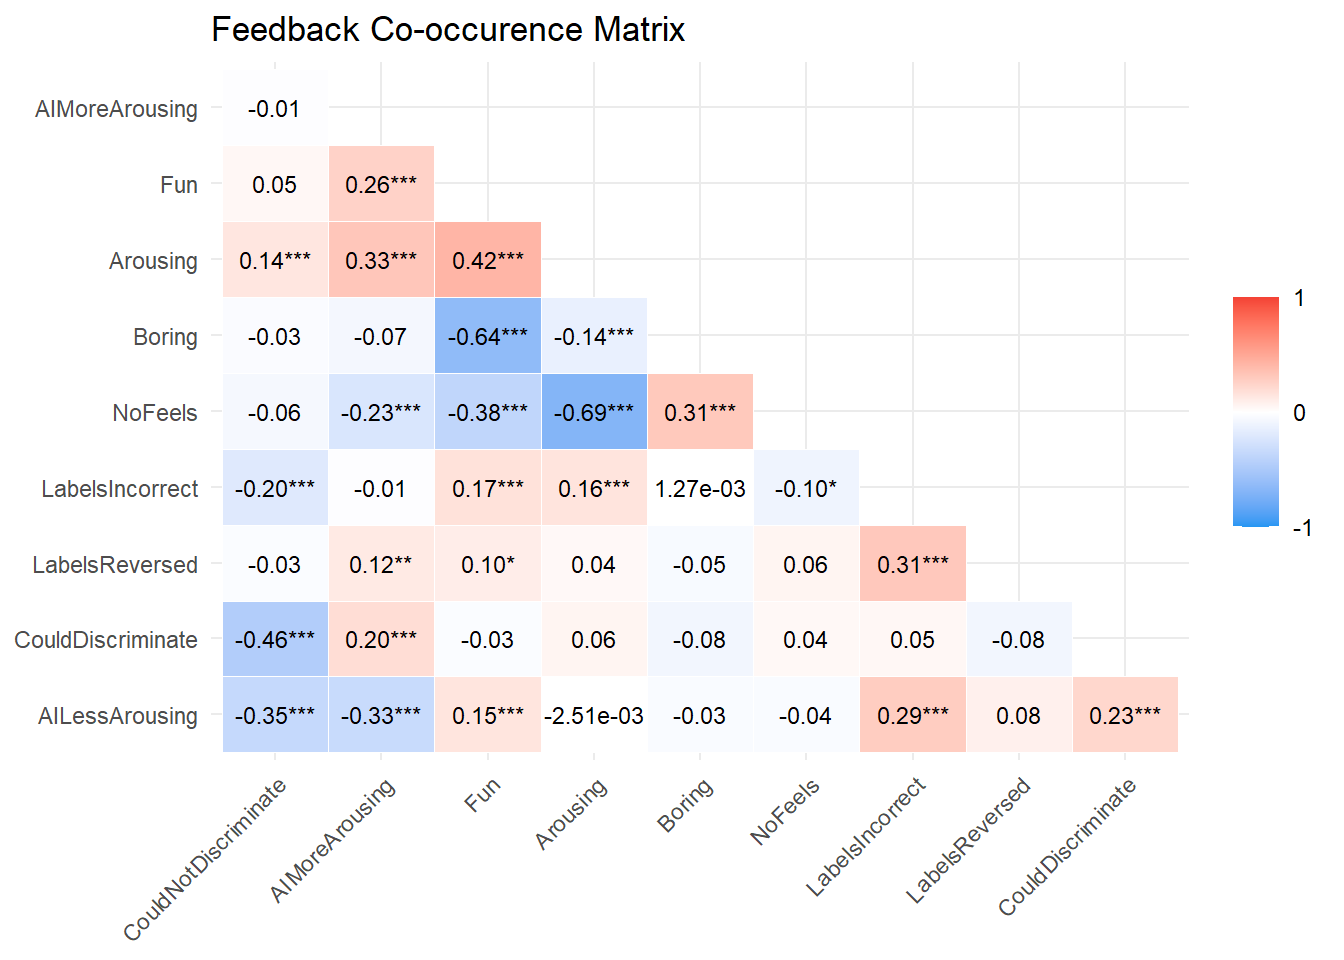 Feedback Co-occurence Matrix
AIMoreArousing -0.01
Fun 0.05 0.26***
Arousing 0.14*** 0.33*** 0.42***
Boring -0.03 -0.07 -0.64*** -0.14***
NoFeels -0.06 -0.23*** -0.38*** -0.69*** 0.31***
LabelsIncorrect -0.20*** -0.01 0.17*** 0.16*** 1.27e-03 -0.10*
LabelsReversed -0.03 0.12** 0.10* 0.04 -0.05 0.06 0.31***
CouldDiscriminate -0.46*** 0.20*** -0.03 0.06 -0.08 0.04 0.05 -0.08
AILessArousing -0.35*** -0.33*** 0.15*** -2.51e-03 -0.03 -0.04 0.29*** 0.08 0.23***
CouldNotDiscriminate AIMoreArousing Fun Arousing Boring NoFeels LabelsIncorrect LabelsReversed CouldDiscriminate
1
0
-1